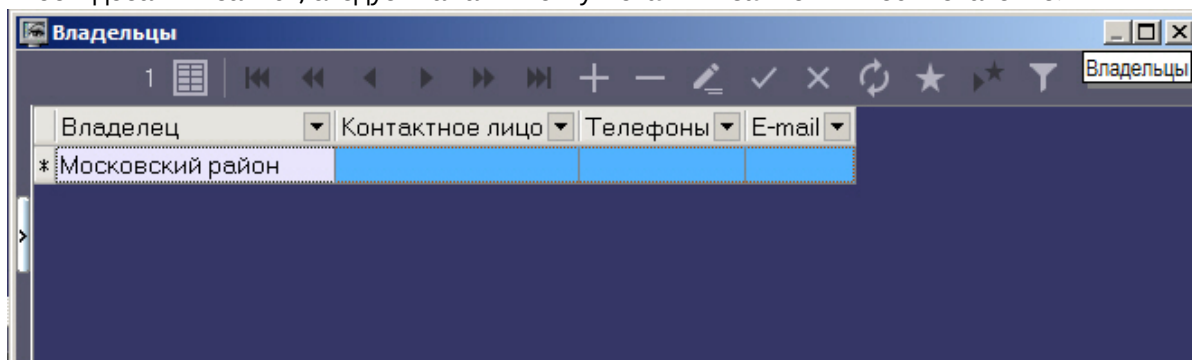 Владельцы
1
Владельцы
Владелец Контактное лицо Телефоны E-mail
* Московский район